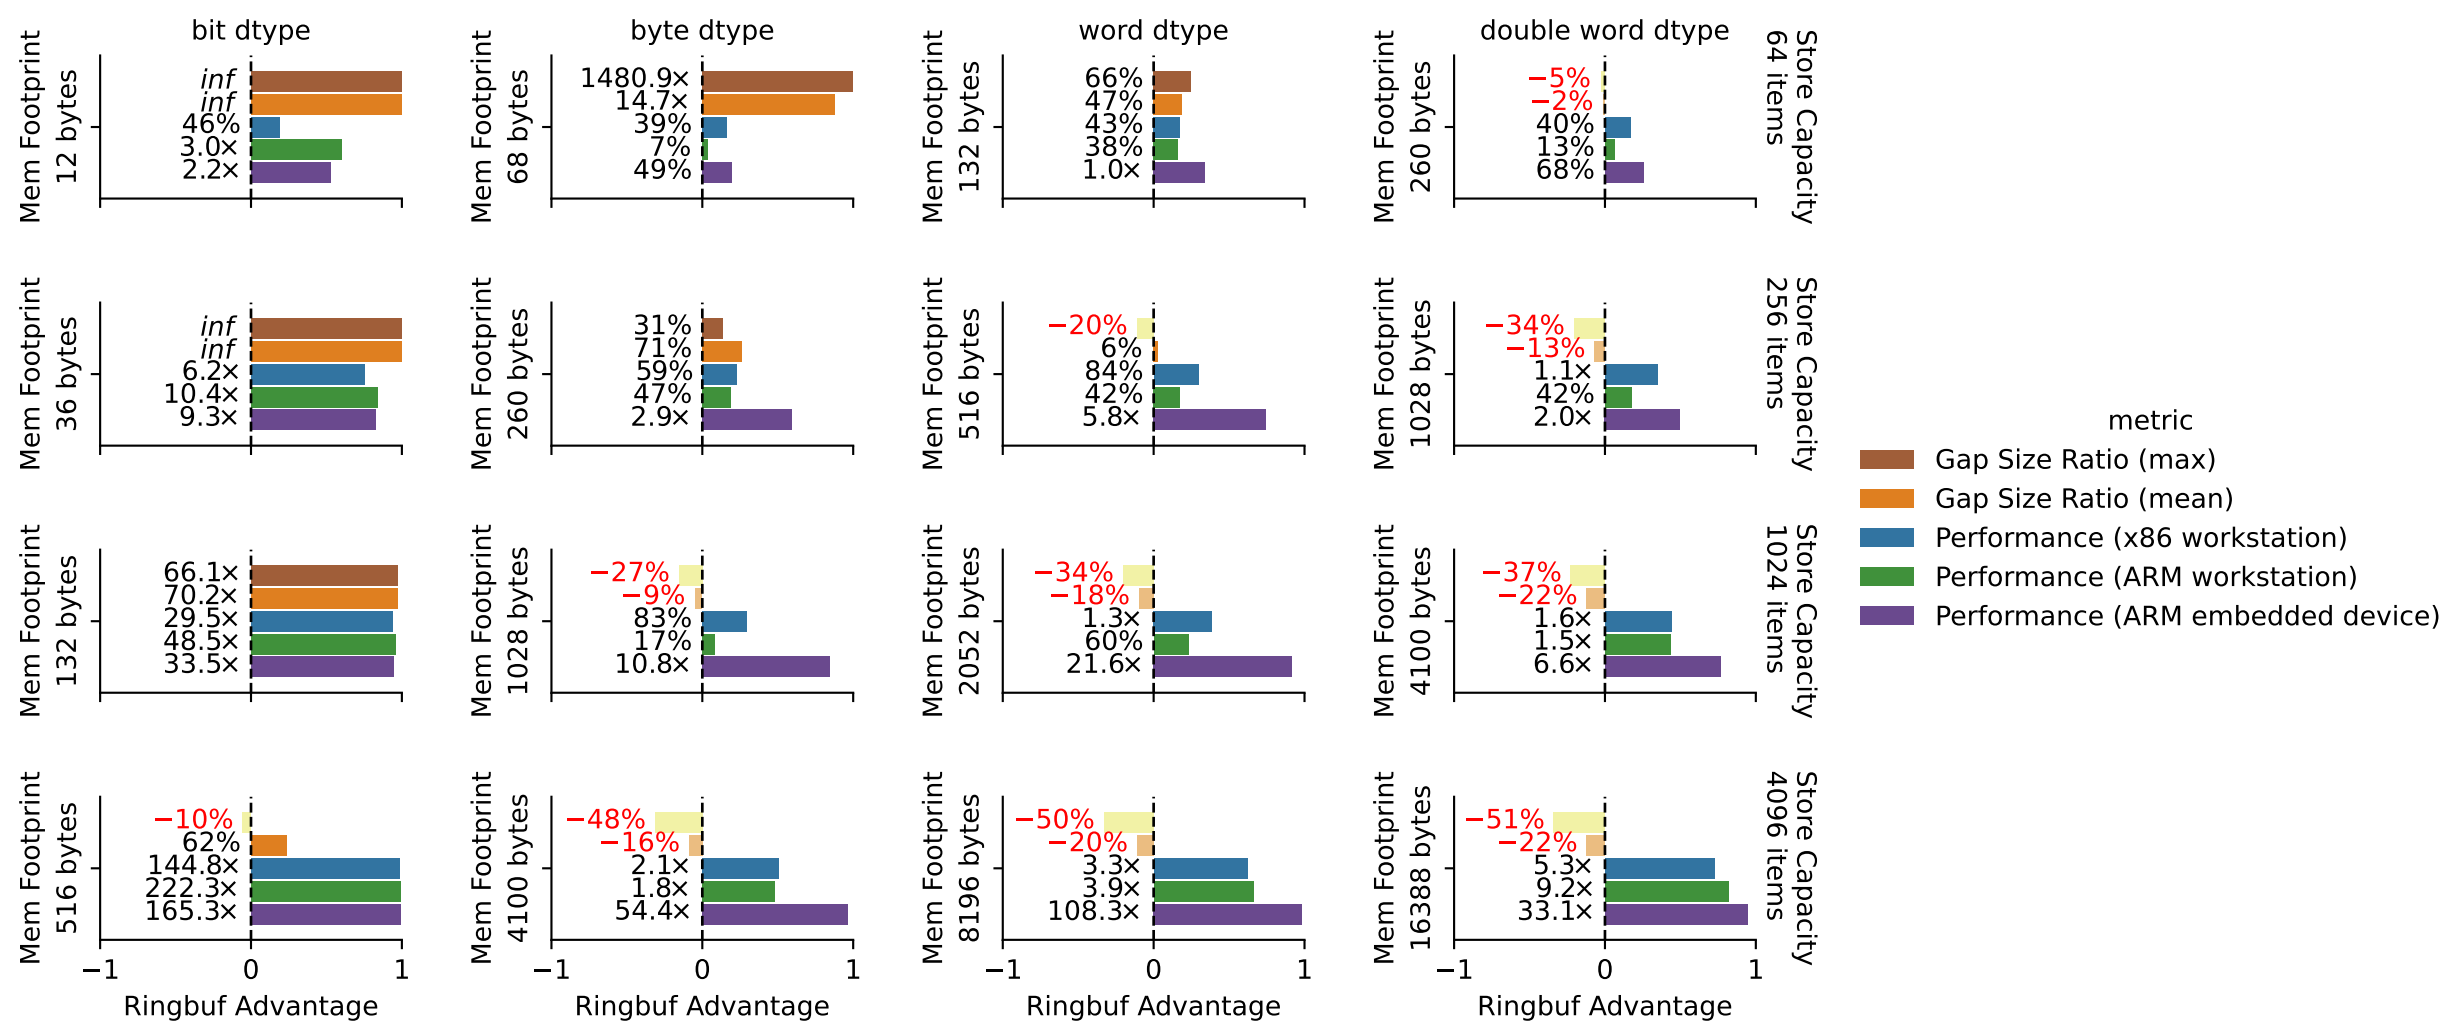 bit dtype
byte dtype
word dtype
double word dtype
Mem Footprint
12 bytes
inf
inf
46%
3.0×
2.2×
Mem Footprint
68 bytes
1480.9×
14.7×
39%
7%
49%
Mem Footprint
132 bytes
66%
47%
43%
38%
1.0×
Mem Footprint
260 bytes
−5%
−2%
40%
13%
68%
Store Capacity
64 items
Mem Footprint
36 bytes
inf
inf
6.2×
10.4×
9.3×
Mem Footprint
260 bytes
31%
71%
59%
47%
2.9×
Mem Footprint
516 bytes
−20%
6%
84%
42%
5.8×
Mem Footprint
1028 bytes
−34%
−13%
1.1×
42%
2.0×
Store Capacity
256 items
Mem Footprint
132 bytes
66.1×
70.2×
29.5×
48.5×
33.5×
Mem Footprint
1028 bytes
−27%
−9%
83%
17%
10.8×
Mem Footprint
2052 bytes
−34%
−18%
1.3×
60%
21.6×
Mem Footprint
4100 bytes
−37%
−22%
1.6×
1.5×
6.6×
Store Capacity
1024 items
Mem Footprint
516 bytes
−10%
62%
144.8×
222.3×
165.3×
Mem Footprint
4100 bytes
−48%
−16%
2.1×
1.8×
54.4×
Mem Footprint
8196 bytes
−50%
−20%
3.3×
3.9×
108.3×
Mem Footprint
16388 bytes
−51%
−22%
5.3×
9.2×
33.1×
Store Capacity
4096 items
−1 0 1
−1 0 1
−1 0 1
−1 0 1
Ringbuf Advantage
Ringbuf Advantage
Ringbuf Advantage
Ringbuf Advantage
metric
Gap Size Ratio (max)
Gap Size Ratio (mean)
Performance (x86 workstation)
Performance (ARM workstation)
Performance (ARM embedded device)